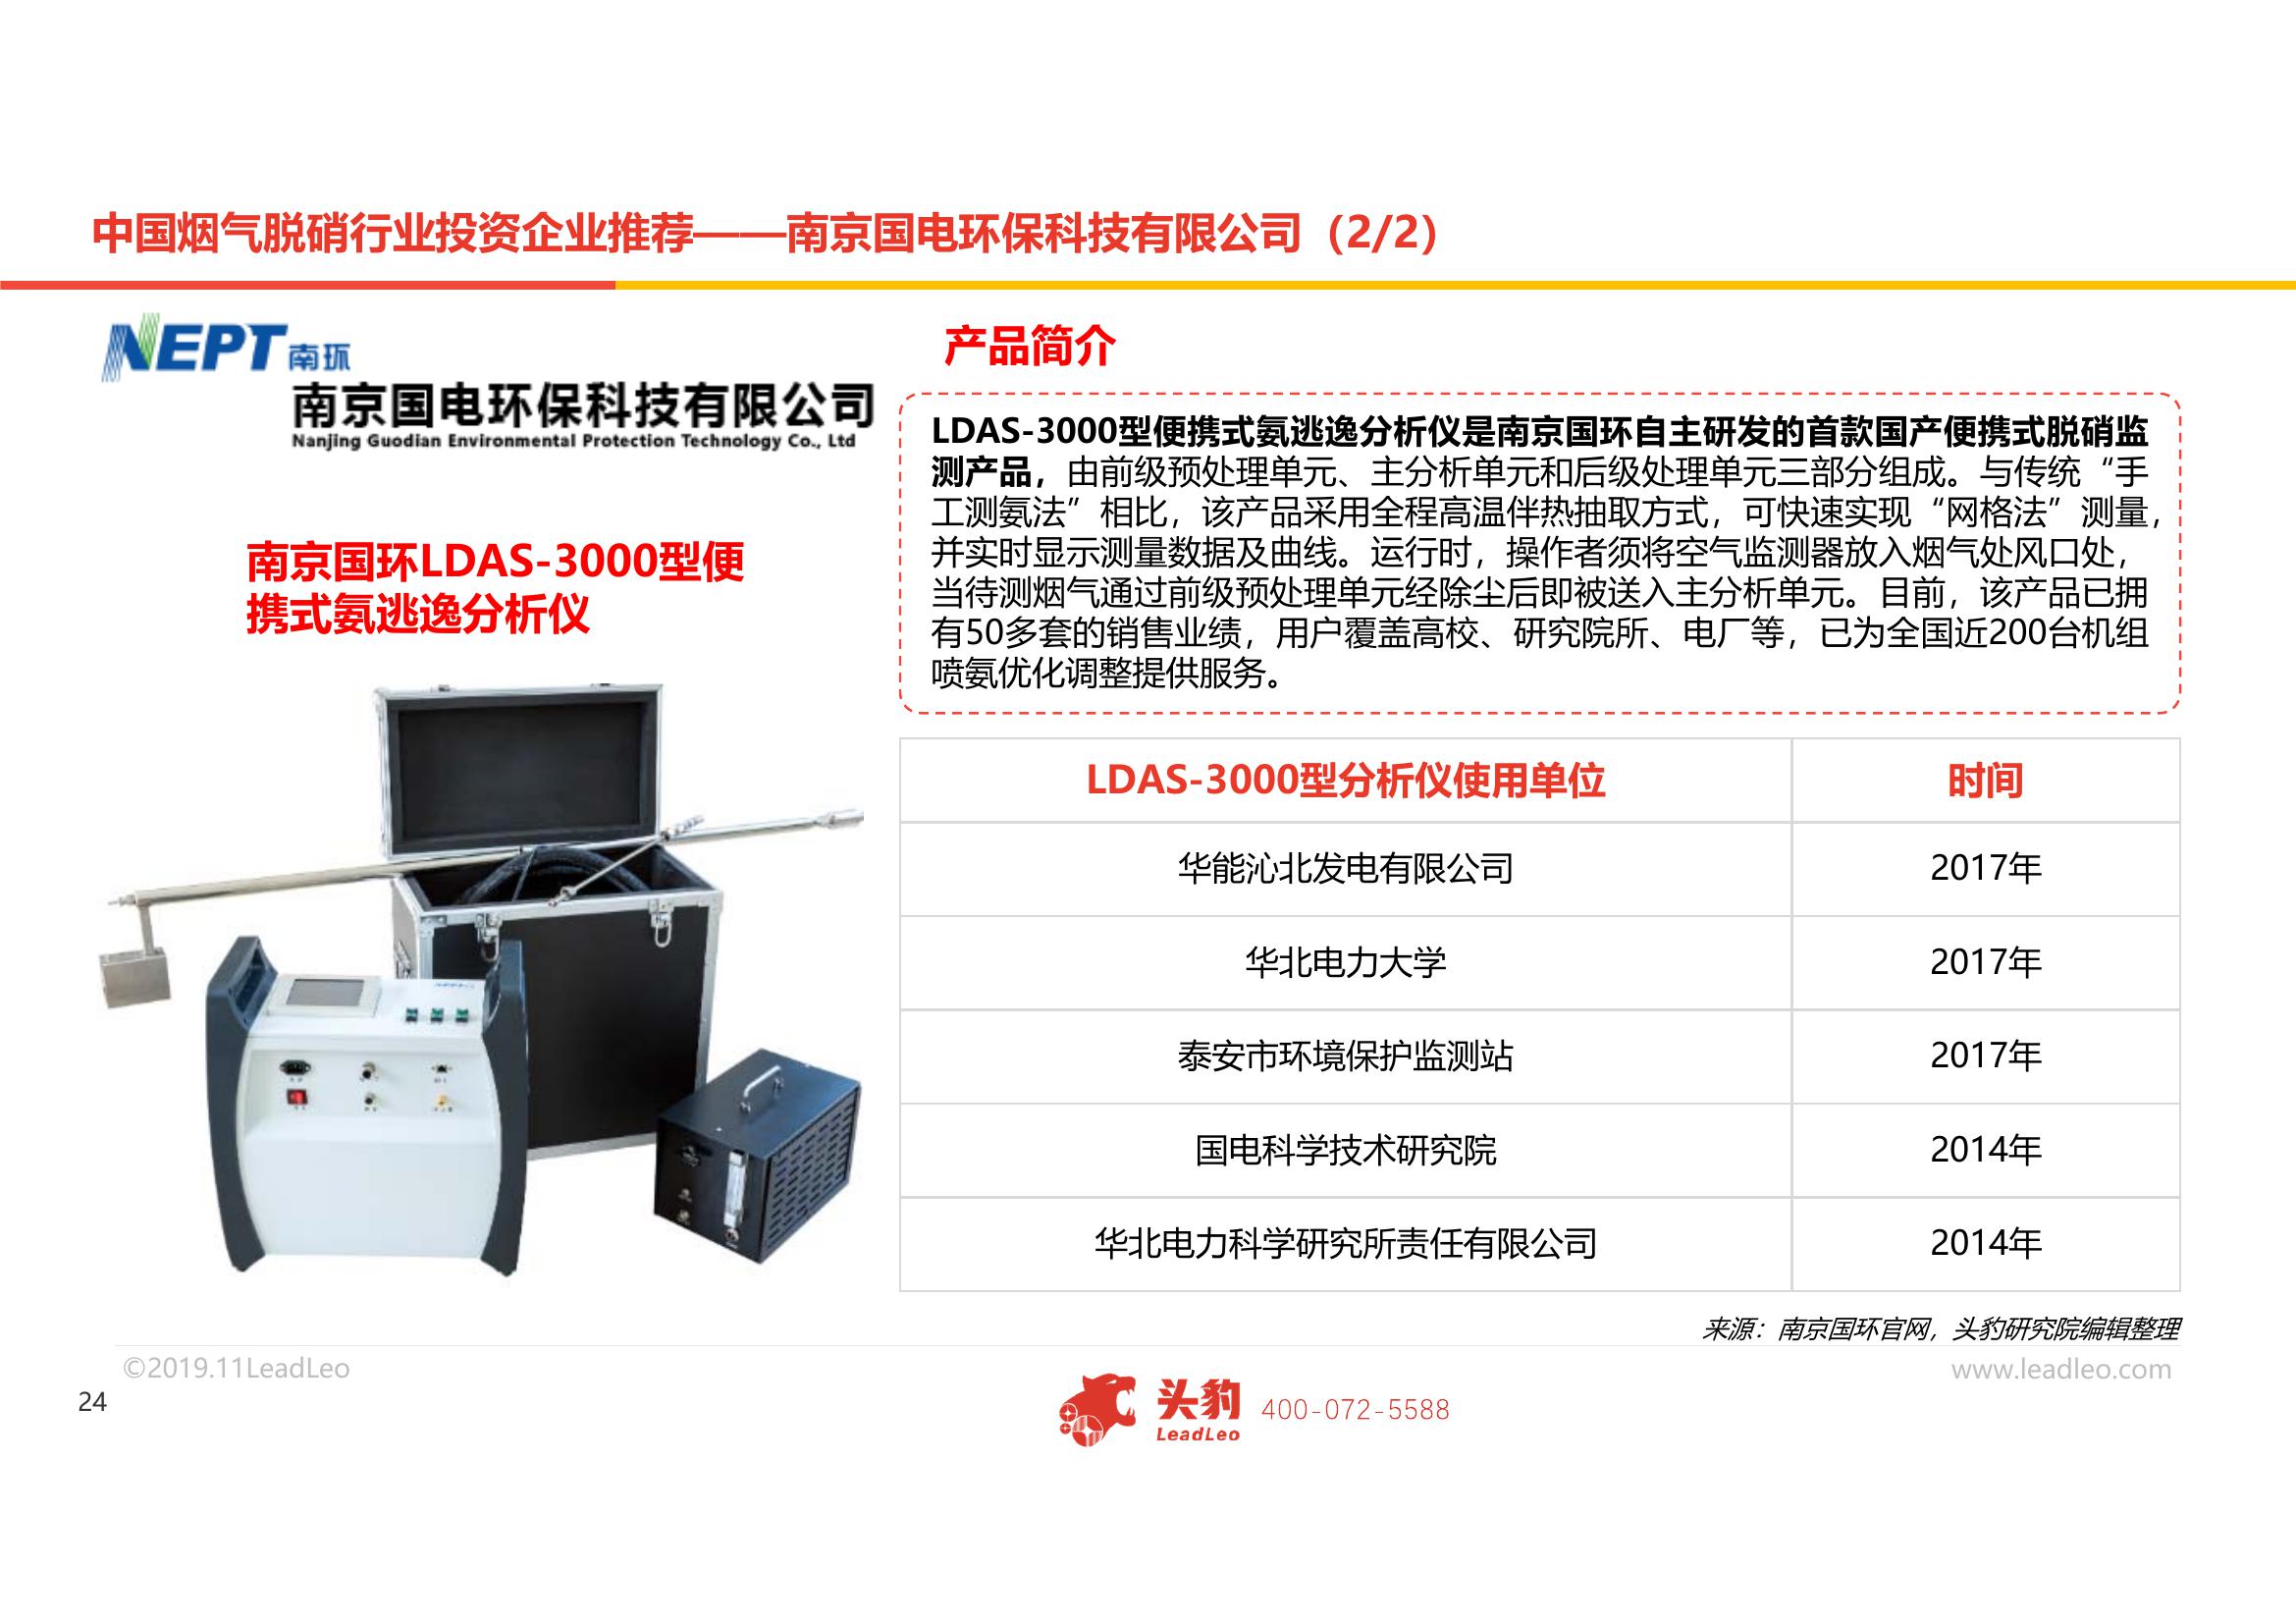 中国烟气脱硝行业投资企业推荐——南京国电环保科技有限公司（2/2）
NEPT南环
南京国电环保科技有限公司
Nanjing Guodian Environmental Protection Technology Co., Ltd
南京国环LDAS-3000型便
携式氨逃逸分析仪
产品简介
LDAS-3000型便携式氨逃逸分析仪是南京国环自主研发的首款国产便携式脱硝监
测产品，由前级预处理单元、主分析单元和后级处理单元三部分组成。与传统“手
工测氨法”相比，该产品采用全程高温伴热抽取方式，可快速实现“网格法”测量，
并实时显示测量数据及曲线。运行时，操作者须将空气监测器放入烟气处风口处，
当待测烟气通过前级预处理单元经除尘后即被送入主分析单元。目前，该产品已拥
有50多套的销售业绩，用户覆盖高校、研究院所、电厂等，已为全国近200台机组
喷氨优化调整提供服务。
LDAS-3000型分析仪使用单位 时间
华能沁北发电有限公司 2017年
华北电力大学 2017年
泰安市环境保护监测站 2017年
国电科学技术研究院 2014年
华北电力科学研究所责任有限公司 2014年
来源：南京国环官网，头豹研究院编辑整理
©2019.11LeadLeo
www.leadleo.com
24
头豹
LeadLeo
400-072-5588